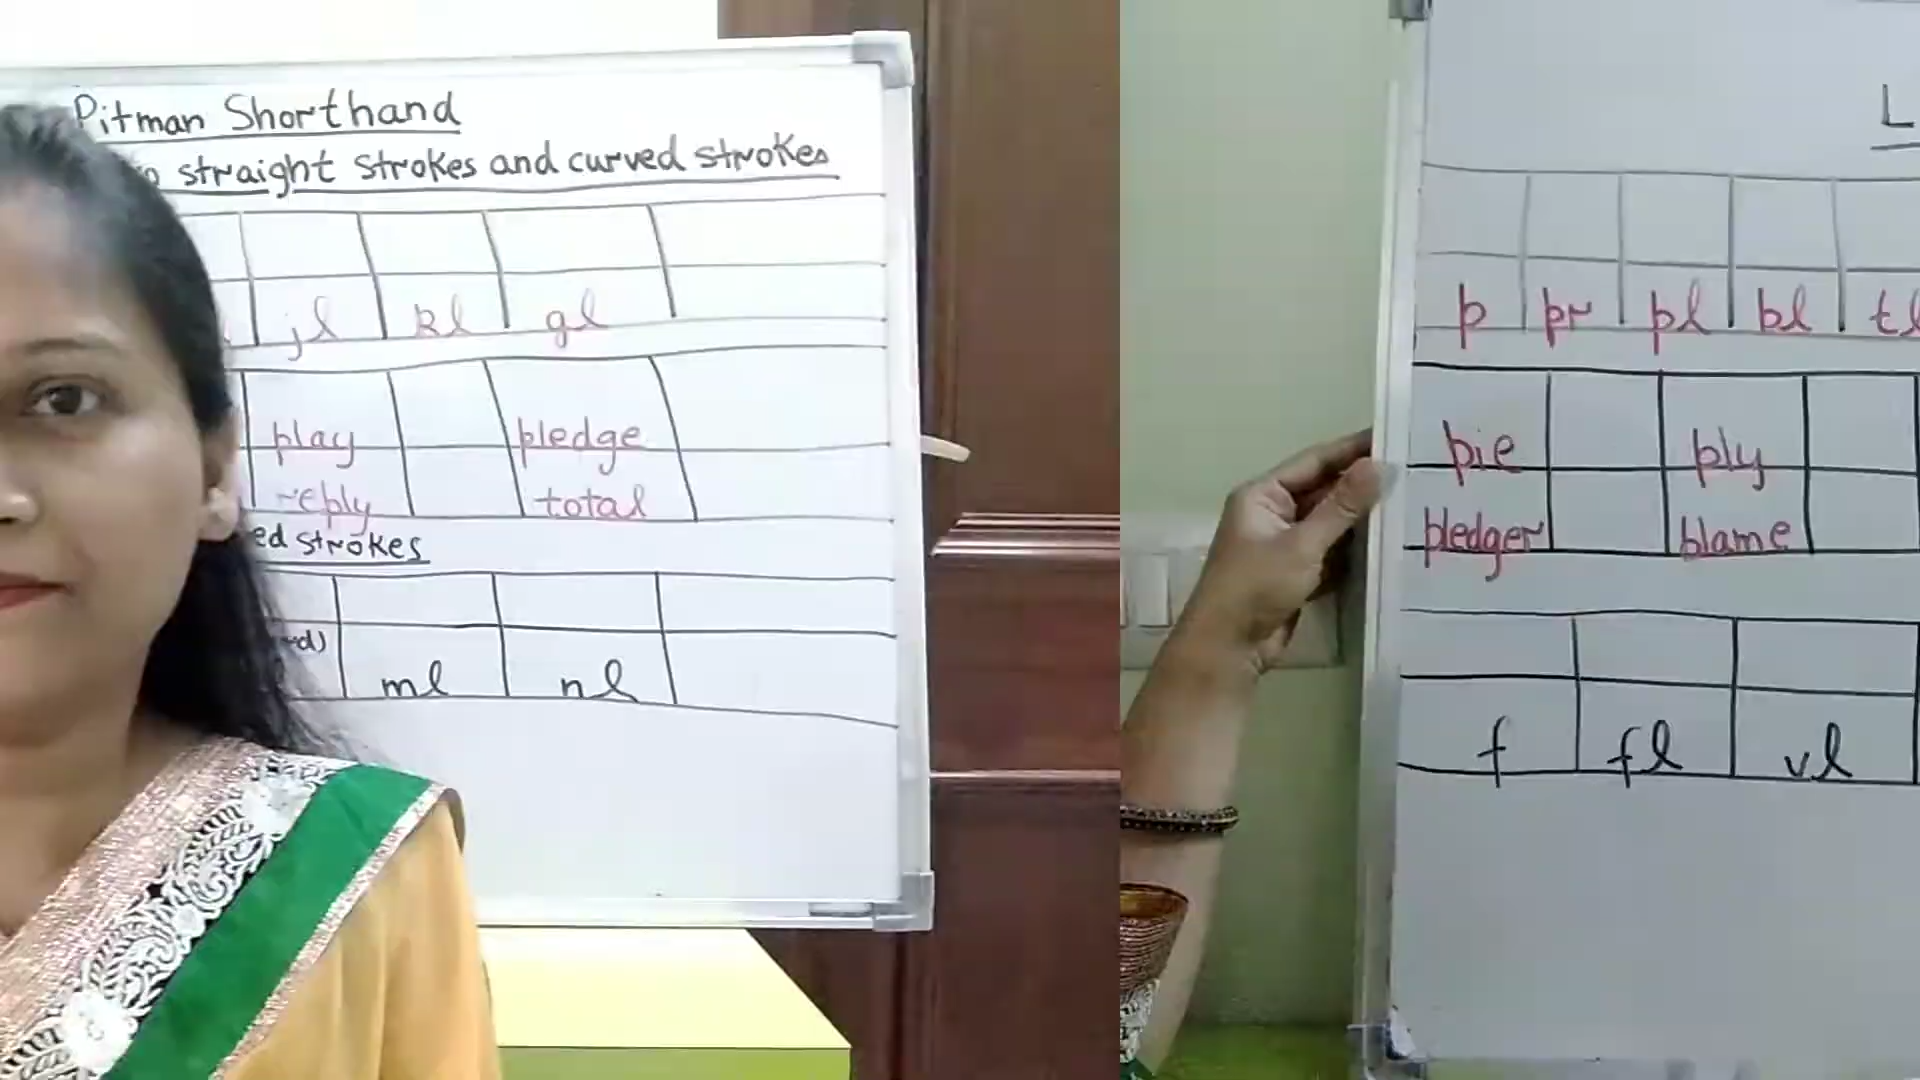 Pitman Shorthand
straight strokes and curved strokes
jl kl gl
play pledge
reply total
ed strokes
ml nl
L
p pr pl bl tl
pie ply
pledger blame
f fl vl